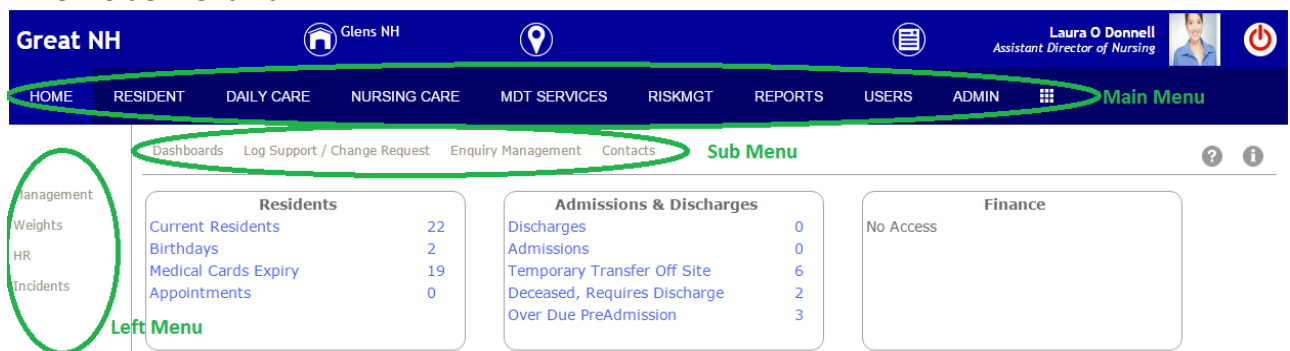 Great NH
Glens NH
Laura O Donnell
Assistant Director of Nursing
HOME RESIDENT DAILY CARE NURSING CARE MDT SERVICES RISKMGT REPORTS USERS ADMIN Main Menu
Dashboards Log Support / Change Request Enquiry Management Contacts Sub Menu
? i
Management
Weights
HR
Incidents
Left Menu
Residents
Current Residents 22
Birthdays 2
Medical Cards Expiry 19
Appointments 0
Admissions & Discharges
Discharges 0
Admissions 0
Temporary Transfer Off Site 6
Deceased, Requires Discharge 2
Over Due PreAdmission 3
Finance
No Access